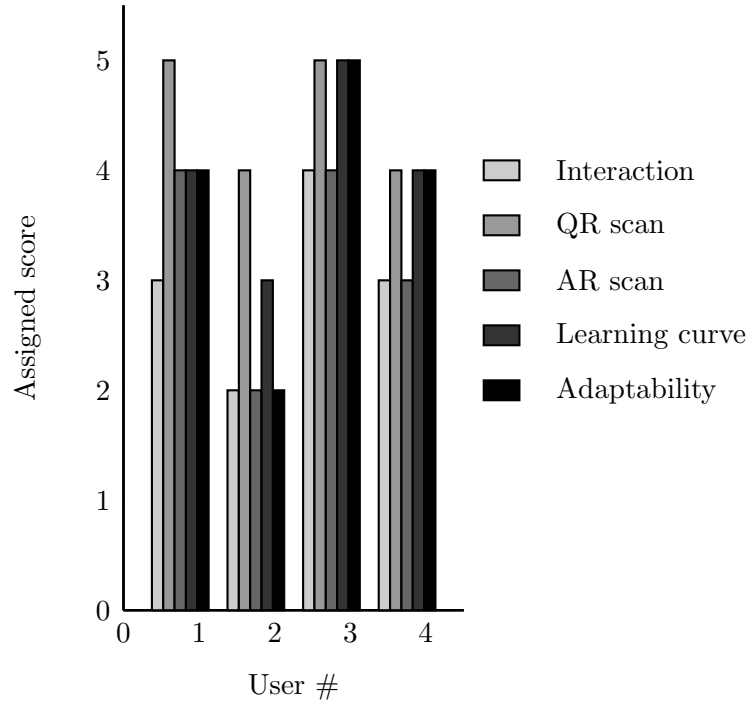 5
4
3
2
1
0
0 1 2 3 4
Assigned score
User #
Interaction
QR scan
AR scan
Learning curve
Adaptability